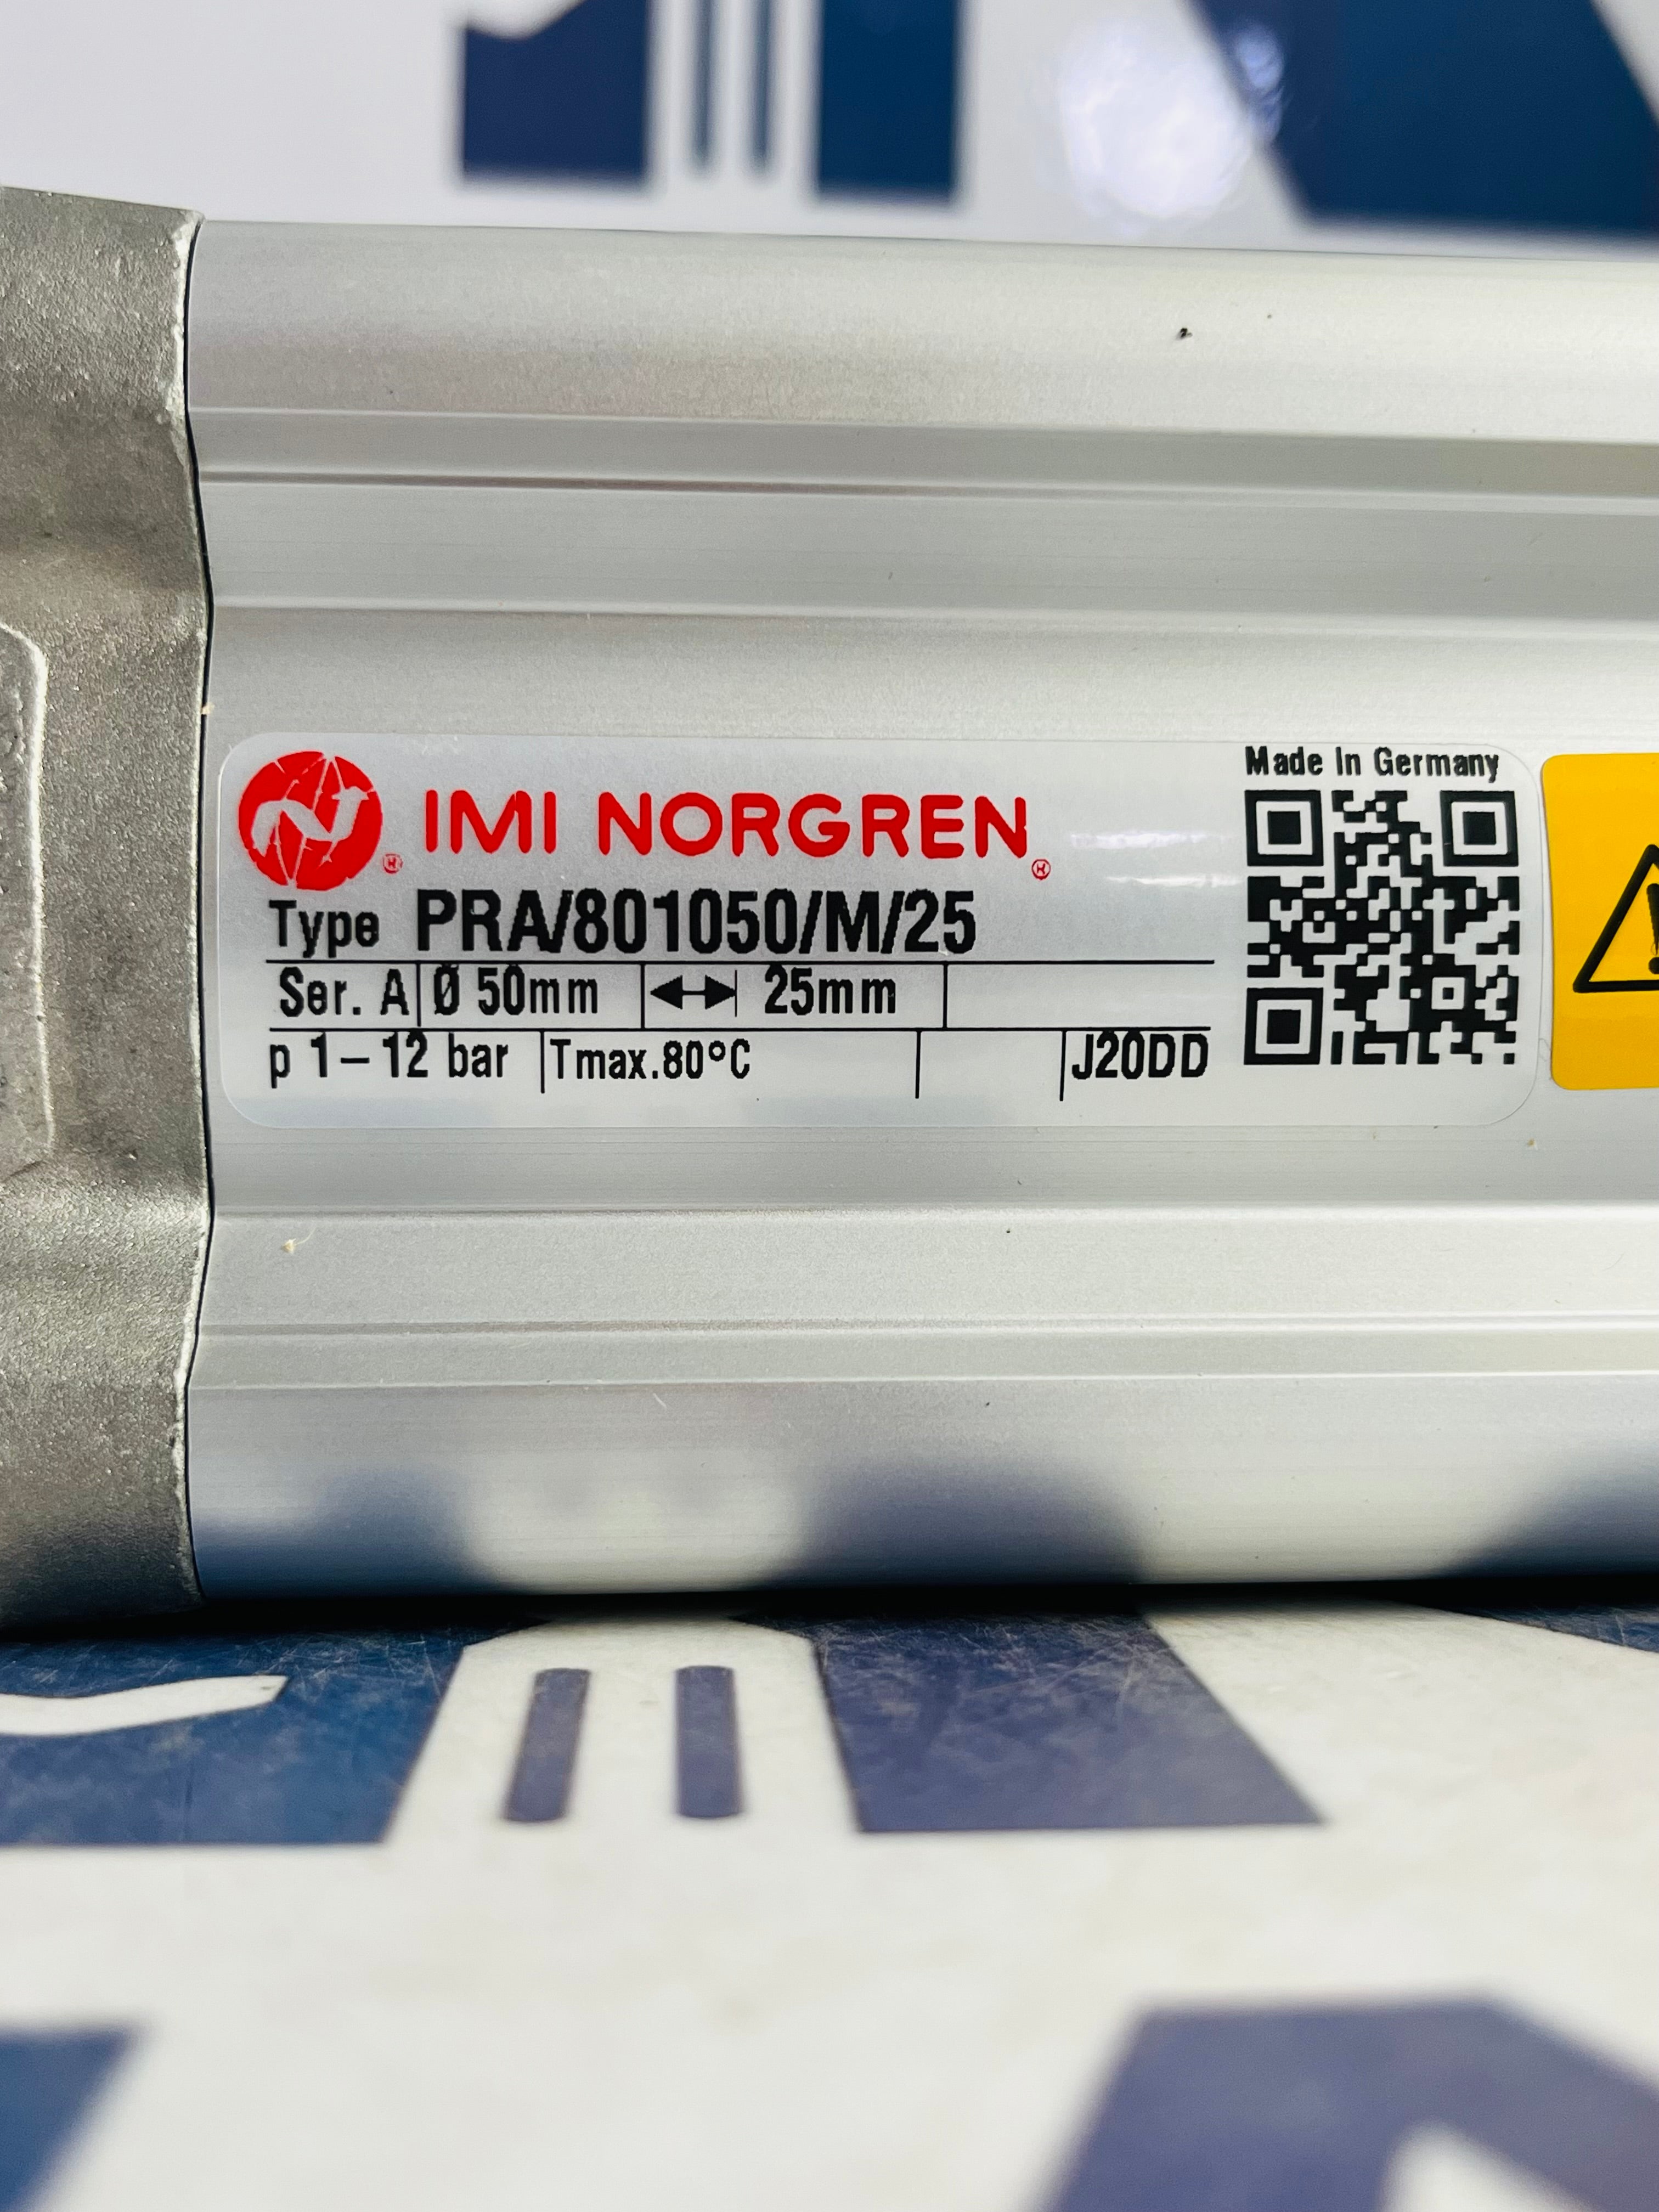 IMI NORGREN®
Made in Germany
Type PRA/801050/M/25
Ser. A Ø 50mm 25mm
p 1-12 bar Tmax.80°C J20DD